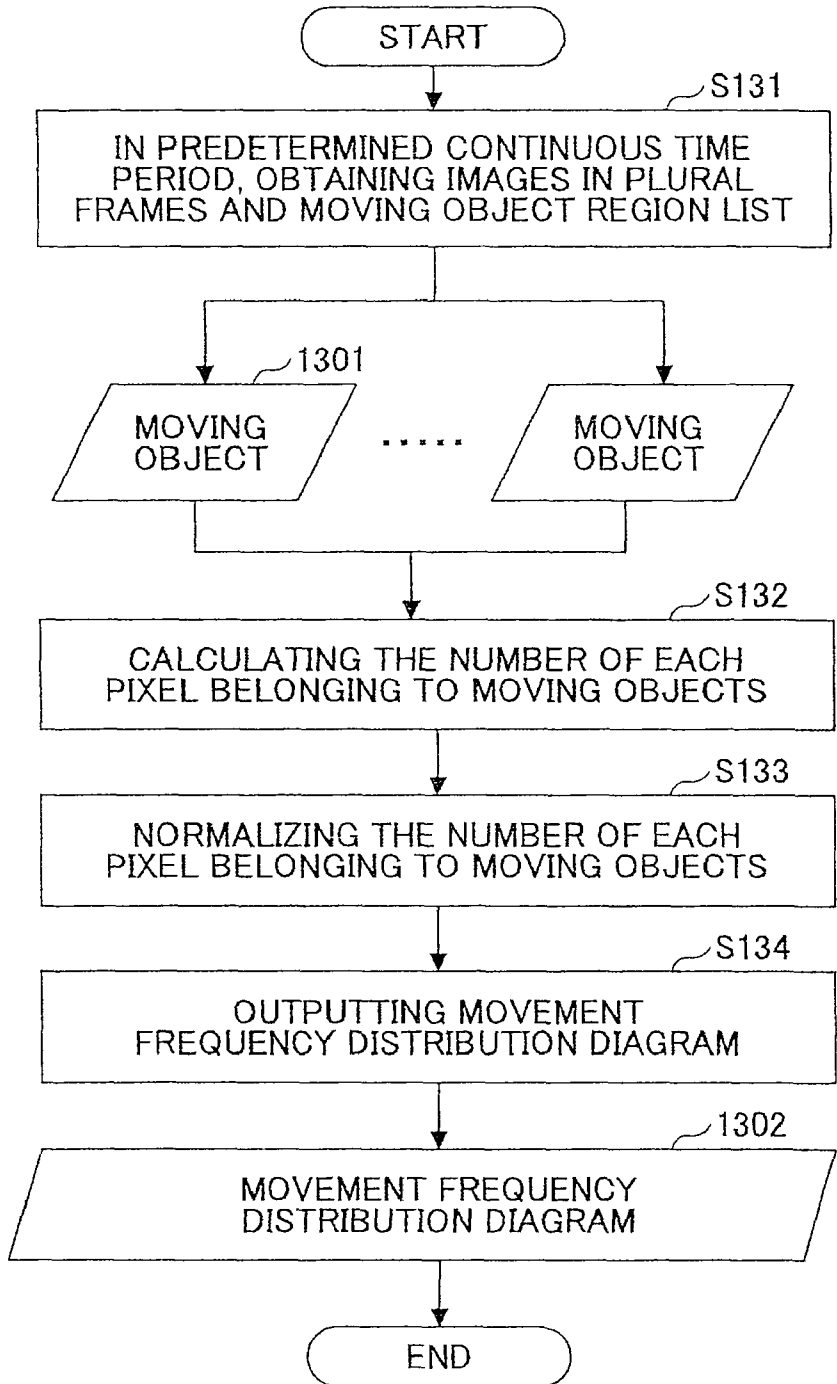 START
S131
IN PREDETERMINED CONTINUOUS TIME
PERIOD, OBTAINING IMAGES IN PLURAL
FRAMES AND MOVING OBJECT REGION LIST
1301
MOVING
OBJECT
.....
MOVING
OBJECT
S132
CALCULATING THE NUMBER OF EACH
PIXEL BELONGING TO MOVING OBJECTS
S133
NORMALIZING THE NUMBER OF EACH
PIXEL BELONGING TO MOVING OBJECTS
S134
OUTPUTTING MOVEMENT
FREQUENCY DISTRIBUTION DIAGRAM
1302
MOVEMENT FREQUENCY
DISTRIBUTION DIAGRAM
END